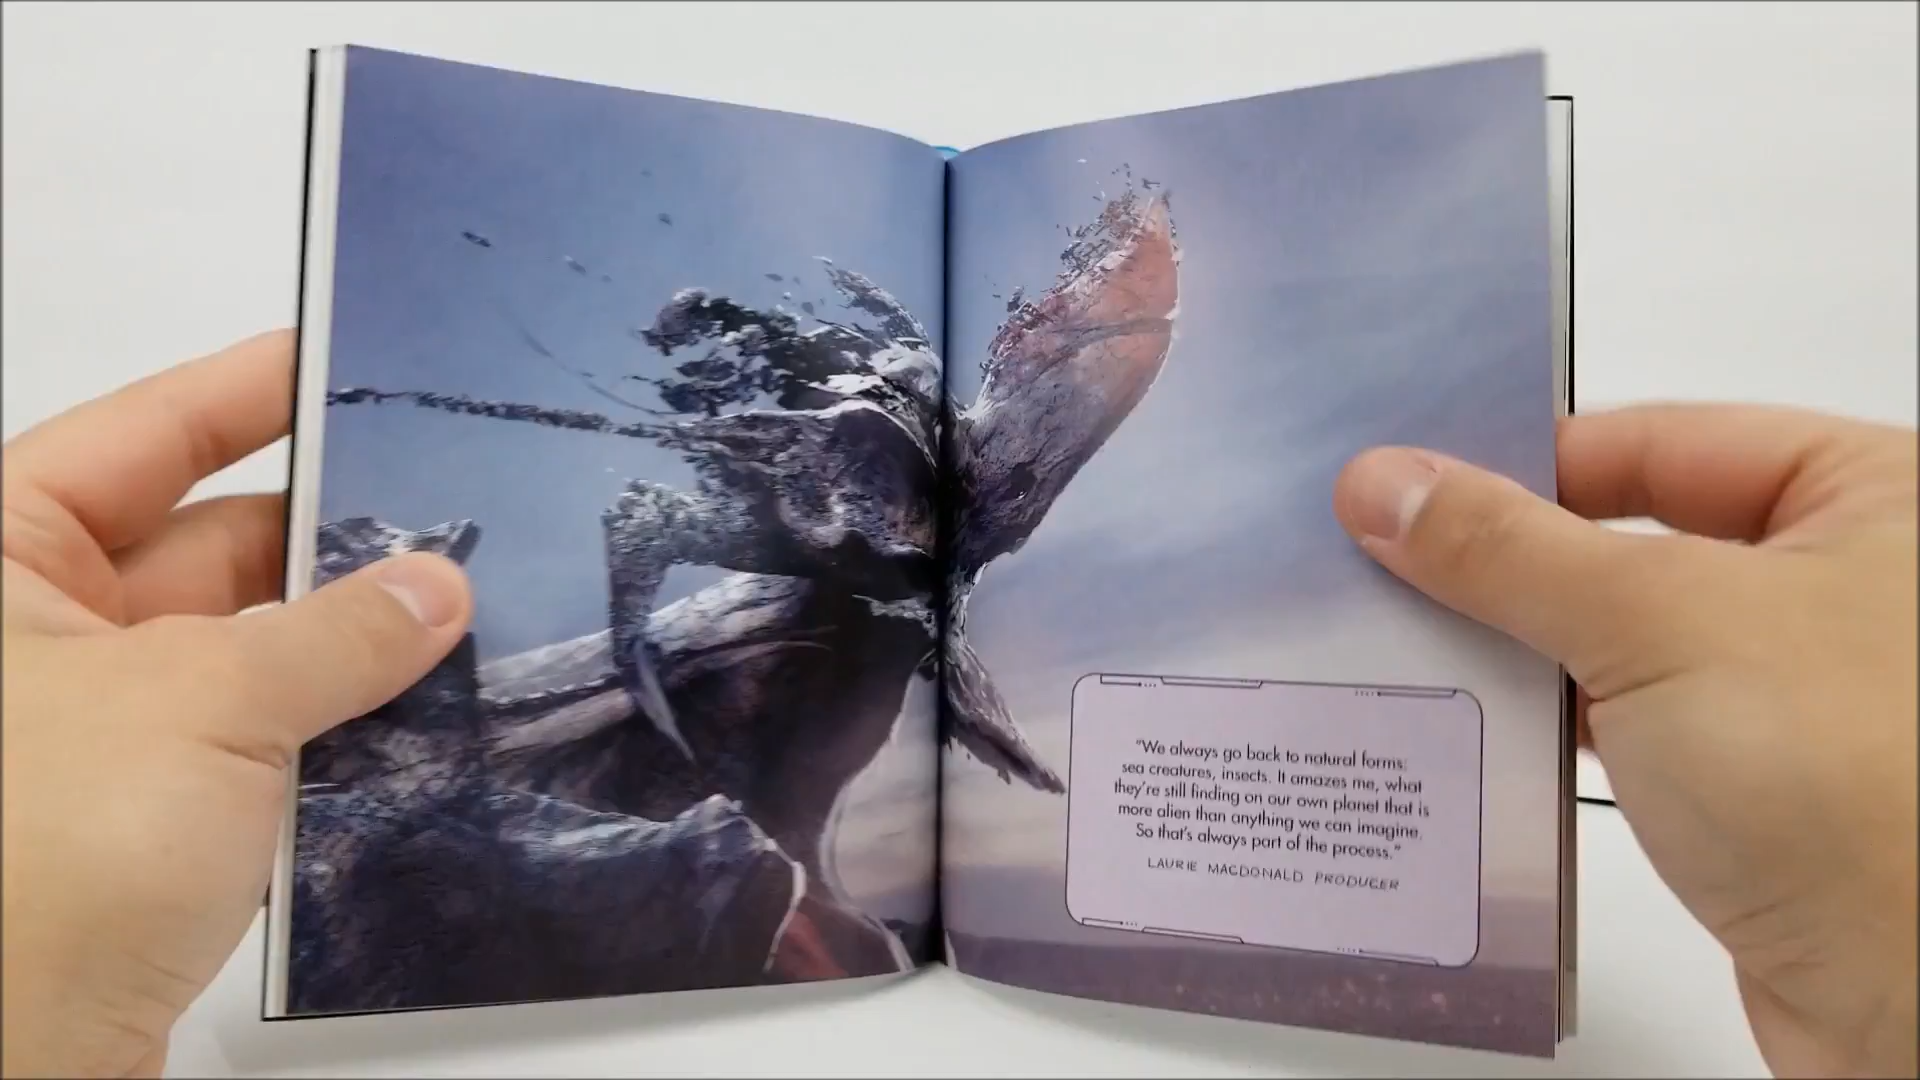 “We always go back to natural forms;
sea creatures, insects. It amazes me, what
they’re still finding on our own planet that is
more alien than anything we can imagine.
So that’s always part of the process.”
LAURIE MACDONALD PRODUCER